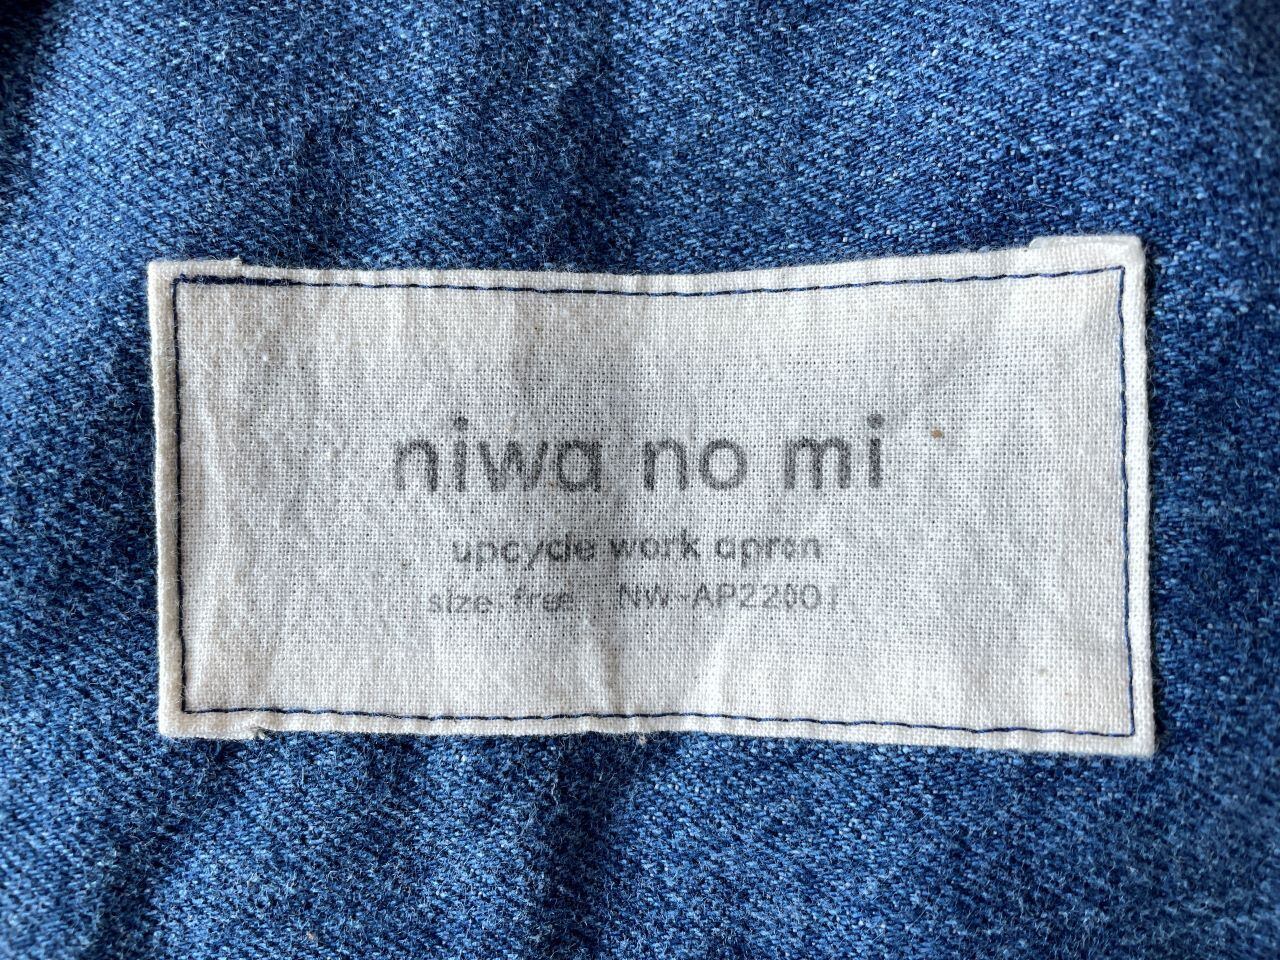 niwa no mi
upcycle work apron
size: free NW-AP22001